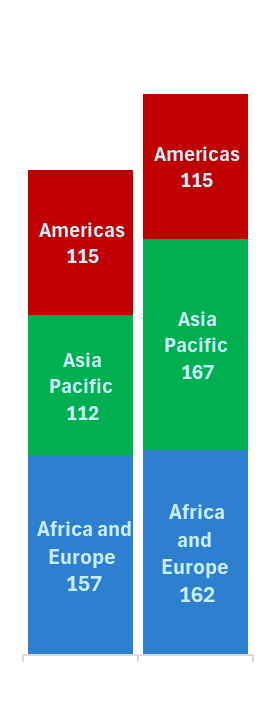 Americas
115
Asia
Pacific
112
Africa and
Europe
157
Americas
115
Asia
Pacific
167
Africa
and
Europe
162